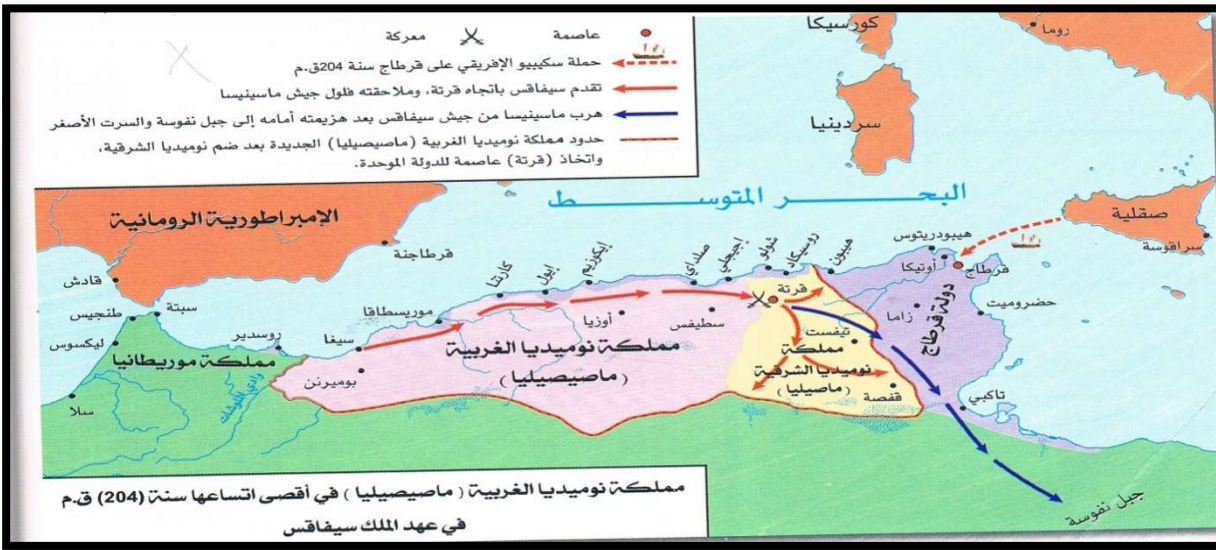 عاصمة
معركة
حملة سكيبيو الإفريقي على قرطاج سنة 204ق.م
تقدم سيفاقس باتجاه قرتة، وملاحقته فلول جيش ماسينيسا
هرب ماسينيسا من جيش سيفاقس بعد هزيمته أمامه إلى جبل نفوسة والسرت الأصغر
حدود مملكة نوميديا الغربية (ماصيصيليا) الجديدة بعد ضم نوميديا الشرقية،
واتخاذ (قرتة) عاصمة للدولة الموحدة.
كورسيكا
روما
سردينيا
البحر المتوسط
صقلية
سراقوسة
الإمبراطورية الرومانية
قرطاجنة
قادش
سبتة
طنجيس
ليكسوس
سلا
روسدير
مملكة موريطانيا
سيغا
بوميرنن
موريسطاقا
كارتنا
إيول
إيكوزيم
صلداي
إجيجلي
شولو
روسيكاد
هيبون
هيبودريتوس
أوتيكا
قرطاج
دولة قرطاج
زاما
حضروميت
قرتة
تيفست
سطيفس
أوزيا
مملكة نوميديا الغربية
(ماصيصيليا)
مملكة
نوميديا الشرقية
(ماصيليا)
قفصة
تاكبي
جبل نفوسة
مملكة نوميديا الغربية (ماصيصيليا) في أقصى اتساعها سنة (204) ق.م
في عهد الملك سيفاقس